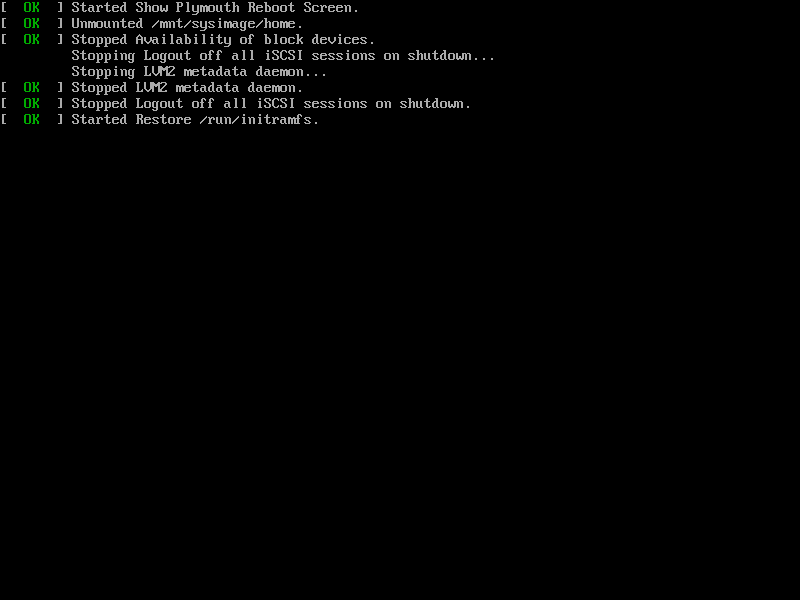 [  OK  ] Started Show Plymouth Reboot Screen.
[  OK  ] Unmounted /mnt/sysimage/home.
[  OK  ] Stopped Availability of block devices.
         Stopping Logout off all iSCSI sessions on shutdown...
         Stopping LVM2 metadata daemon...
[  OK  ] Stopped LVM2 metadata daemon.
[  OK  ] Stopped Logout off all iSCSI sessions on shutdown.
[  OK  ] Started Restore /run/initramfs.